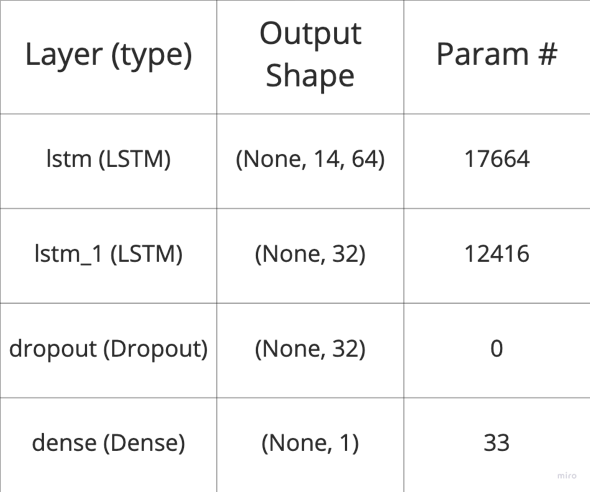 Layer (type)
Output
Shape
Param #
lstm (LSTM)
(None, 14, 64)
17664
lstm_1 (LSTM)
(None, 32)
12416
dropout (Dropout)
(None, 32)
0
dense (Dense)
(None, 1)
33
miro